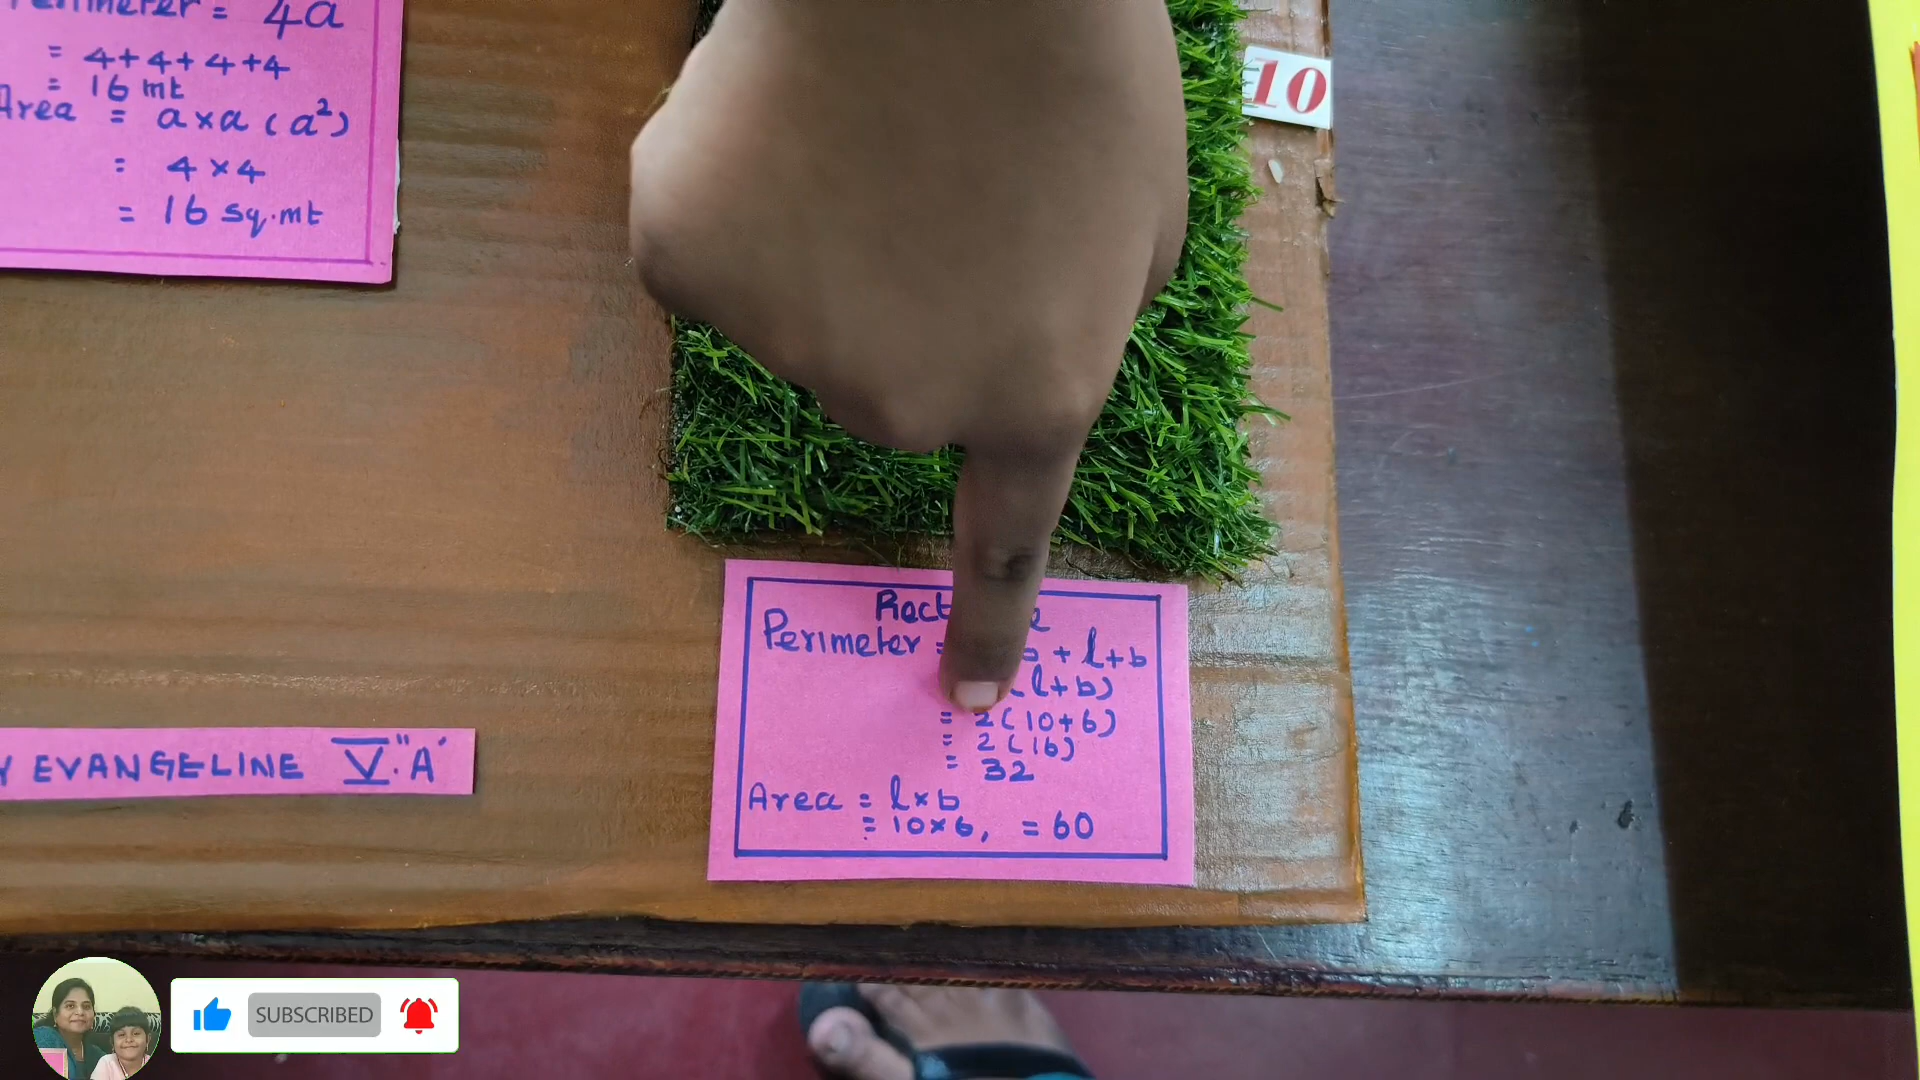 = 4a
= 4+4+4+4
= 16 mt
Area = a×a (a²)
= 4×4
= 16 sq.mt
10
Perimeter = + l+b
(l+b)
= 2(10+6)
= 2(16)
= 32
Area = l×b
= 10×6, = 60
EVANGELINE V."A"
SUBSCRIBED